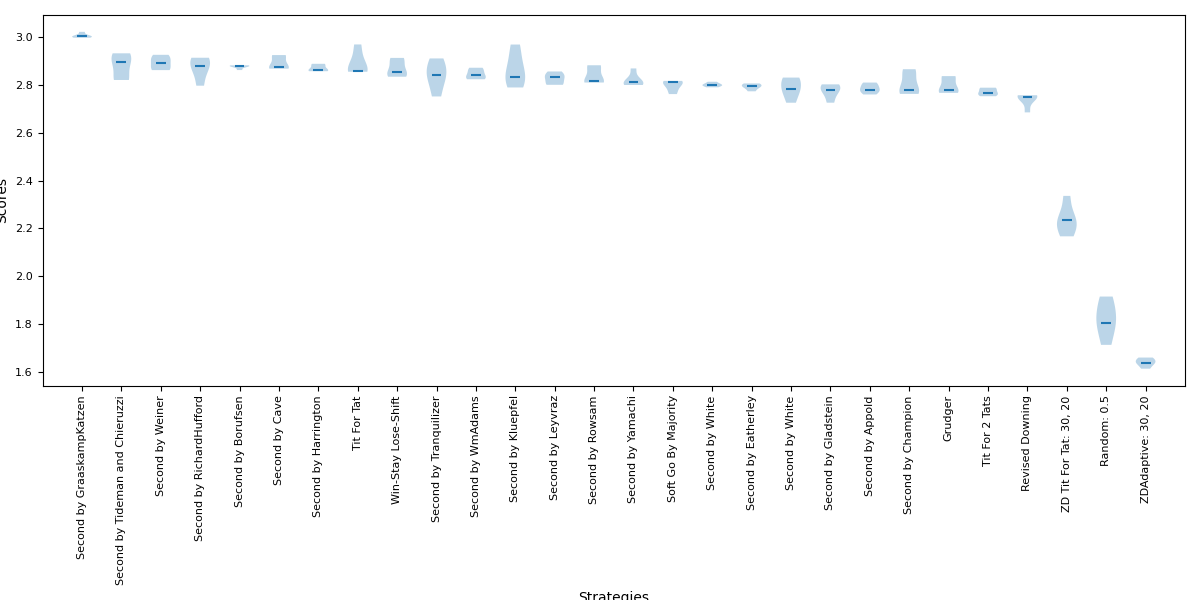 Scores
3.0
2.8
2.6
2.4
2.2
2.0
1.8
1.6
Second by GraaskampKatzen
Second by Tideman and Chieruzzi
Second by Weiner
Second by RichardHufford
Second by Borufsen
Second by Cave
Second by Harrington
Tit For Tat
Win-Stay Lose-Shift
Second by Tranquilizer
Second by WmAdams
Second by Kluepfel
Second by Leyvraz
Second by Rowsam
Second by Yamachi
Soft Go By Majority
Second by White
Second by Eatherley
Second by White
Second by Gladstein
Second by Appold
Second by Champion
Grudger
Tit For 2 Tats
Revised Downing
ZD Tit For Tat: 30, 20
Random: 0.5
ZDAdaptive: 30, 20
Strategies